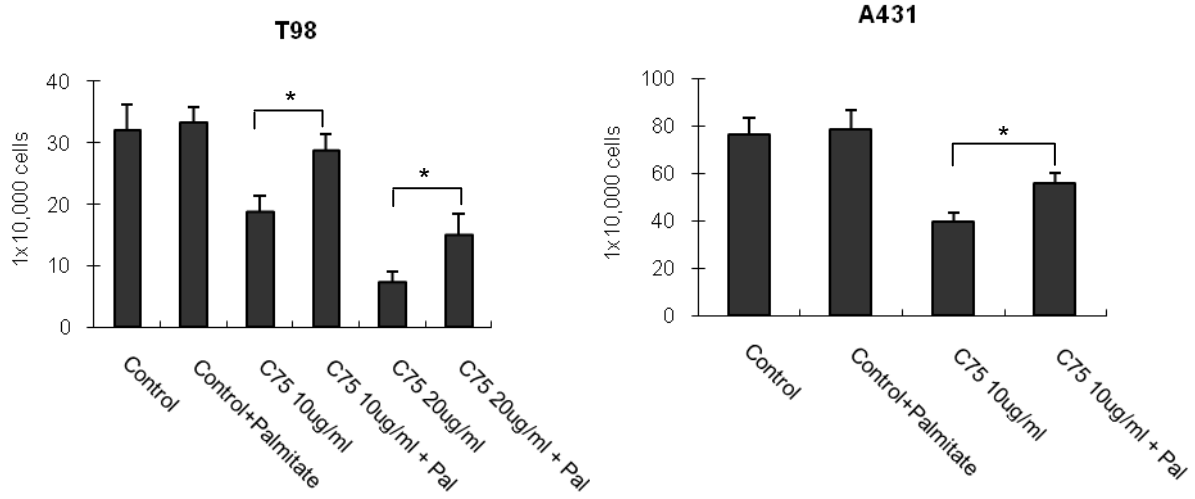 T98
1x10,000 cells
40
30
20
10
0
*
*
Control
Control+Palmitate
C75 10ug/ml
C75 10ug/ml + Pal
C75 20ug/ml
C75 20ug/ml + Pal
A431
1x10,000 cells
100
80
60
40
20
0
*
Control
Control+Palmitate
C75 10ug/ml
C75 10ug/ml + Pal